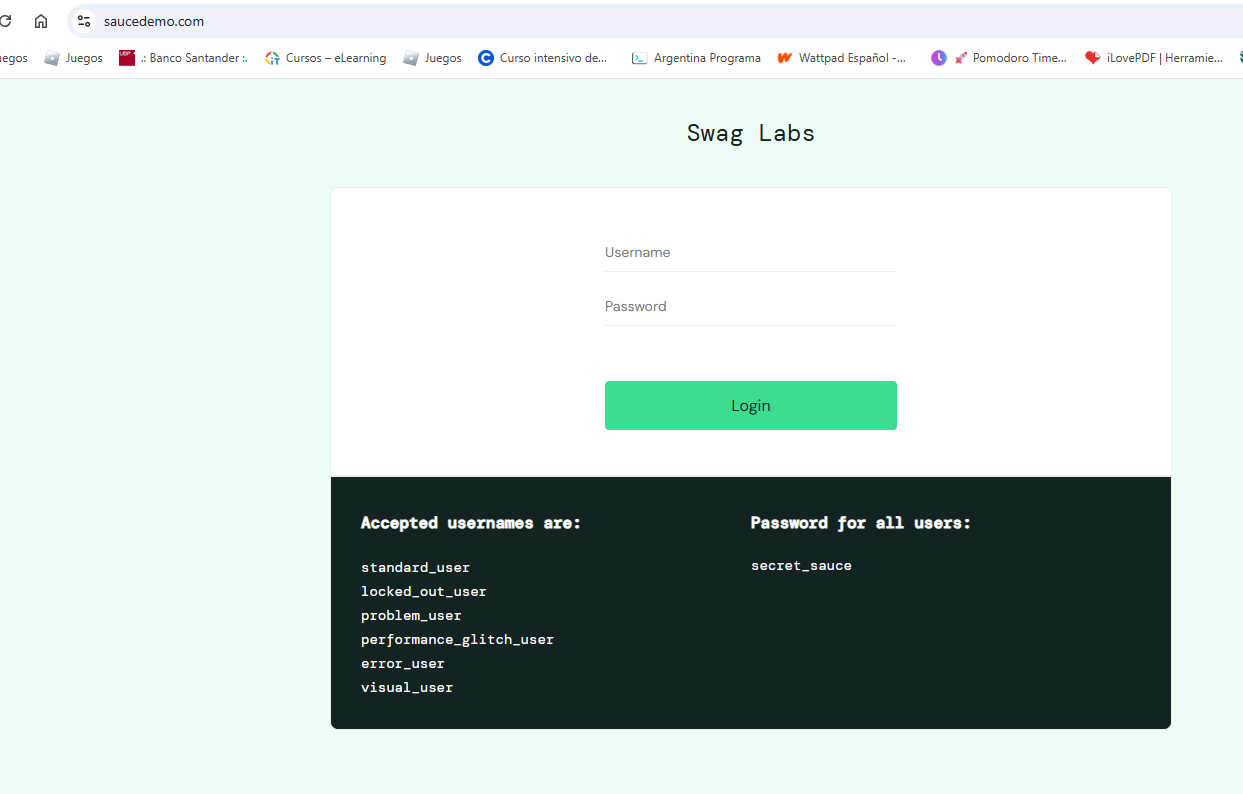 saucedemo.com
uegos Juegos .: Banco Santander :. Cursos – eLearning Juegos Curso intensivo de... Argentina Programa Wattpad Español -... Pomodoro Time... iLovePDF | Herramie...
Swag Labs
Username
Password
Login
Accepted usernames are:
standard_user
locked_out_user
problem_user
performance_glitch_user
error_user
visual_user
Password for all users:
secret_sauce